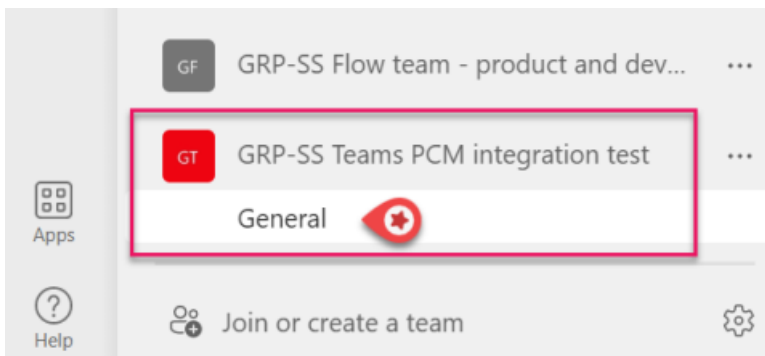 GF GRP-SS Flow team - product and dev... ...
GT GRP-SS Teams PCM integration test ...
General
Apps
Join or create a team
Help